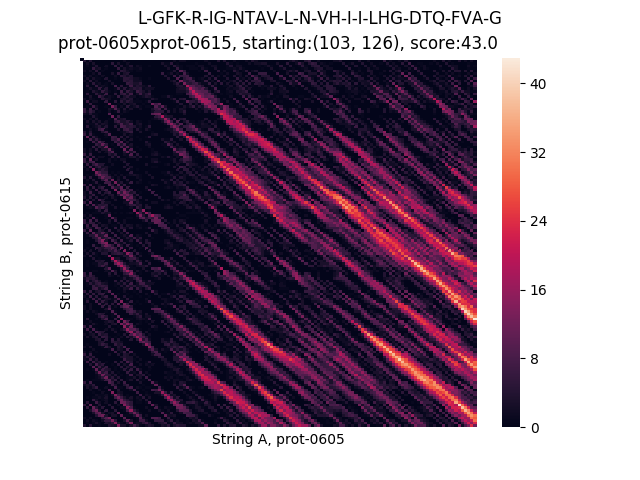 L-GFK-R-IG-NTAV-L-N-VH-I-I-LHG-DTQ-FVA-G
prot-0605xprot-0615, starting:(103, 126), score:43.0
String B, prot-0615
String A, prot-0605
40
32
24
16
8
0